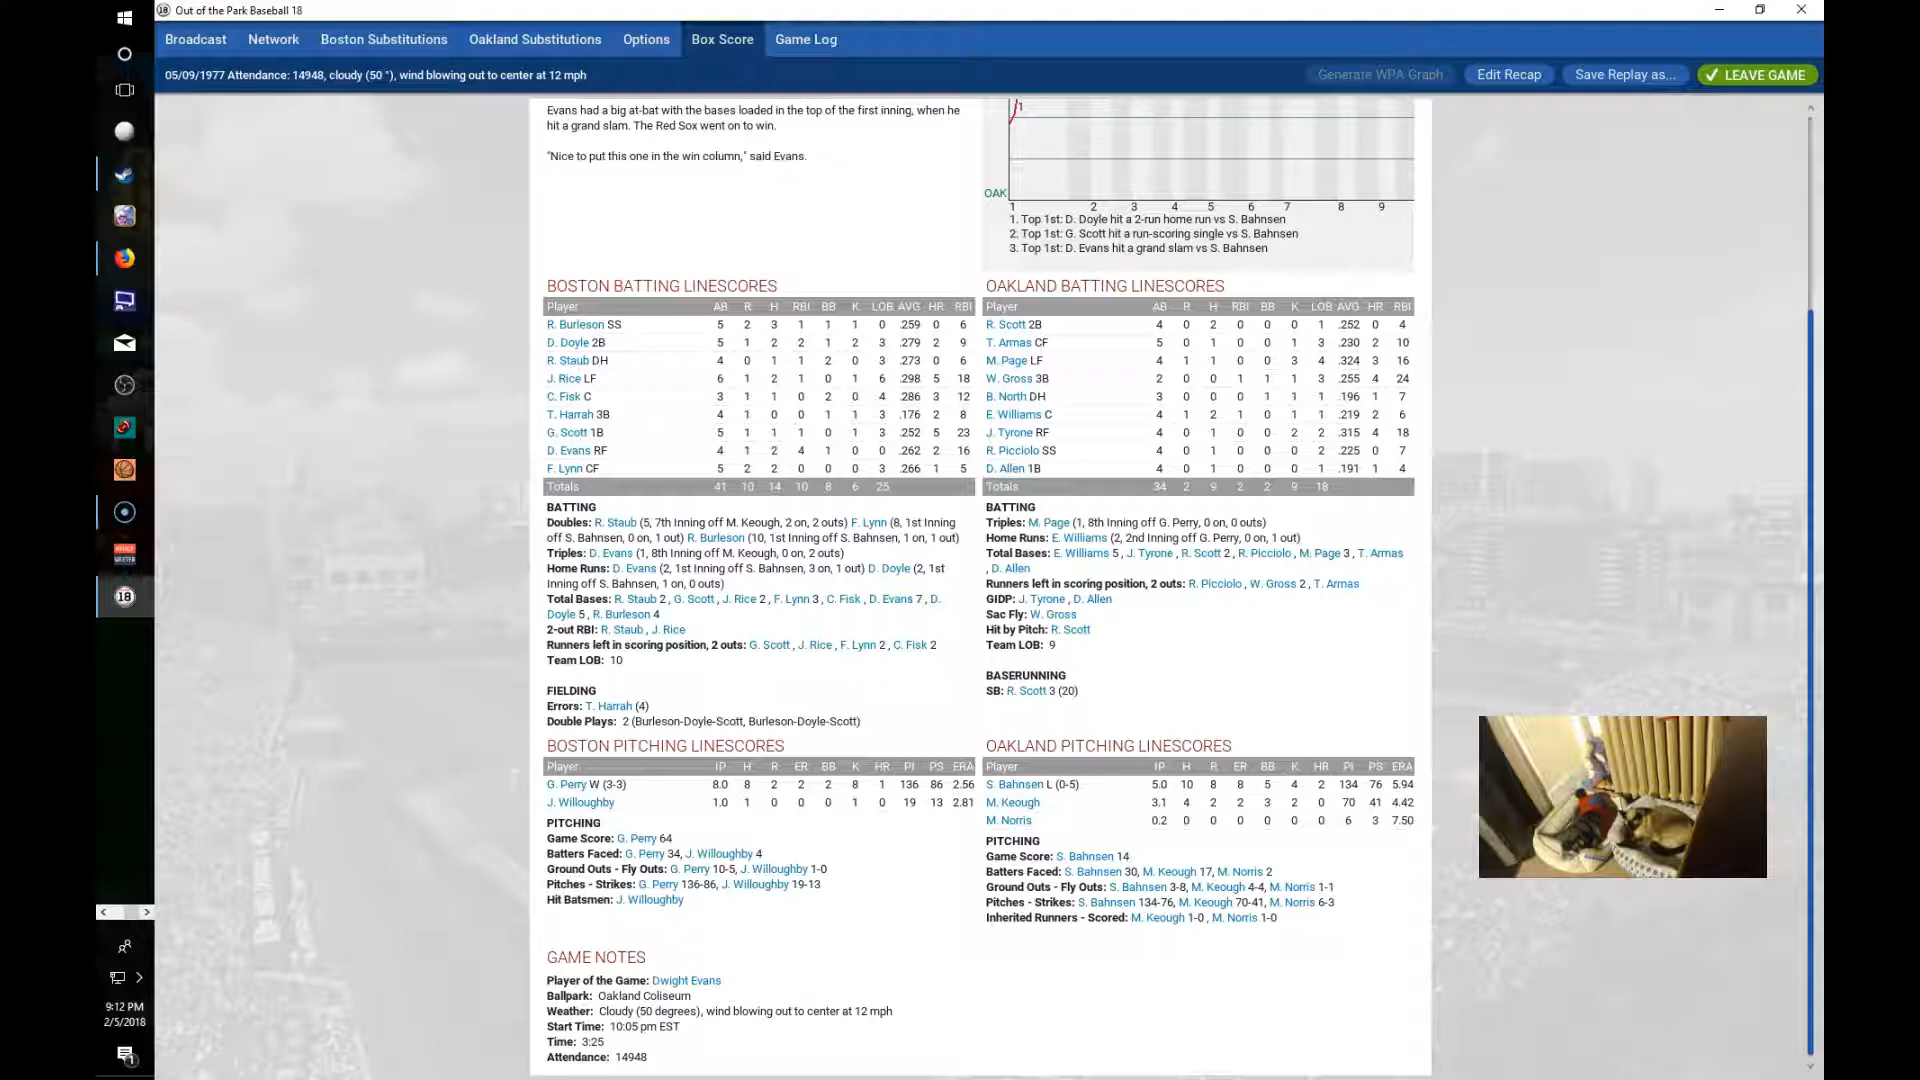 Out of the Park Baseball 18
Broadcast Network Boston Substitutions Oakland Substitutions Options Box Score Game Log
05/09/1977 Attendance: 14948, cloudy (50 °), wind blowing out to center at 12 mph
Generate WPA Graph Edit Recap Save Replay as... LEAVE GAME
Evans had a big at-bat with the bases loaded in the top of the first inning, when he
hit a grand slam. The Red Sox went on to win.
"Nice to put this one in the win column," said Evans.
1
OAK
1 2 3 4 5 6 7 8 9
1. Top 1st: D. Doyle hit a 2-run home run vs S. Bahnsen
2. Top 1st: G. Scott hit a run-scoring single vs S. Bahnsen
3. Top 1st: D. Evans hit a grand slam vs S. Bahnsen
BOSTON BATTING LINESCORES
Player AB R H RBI BB K LOB AVG HR RBI
R. Burleson SS 5 2 3 1 1 1 0 .259 0 6
D. Doyle 2B 5 1 2 2 1 2 3 .279 2 9
R. Staub DH 4 0 1 1 2 0 3 .273 0 6
J. Rice LF 6 1 2 1 0 1 6 .298 5 18
C. Fisk C 3 1 1 0 2 0 4 .286 3 12
T. Harrah 3B 4 1 0 0 1 1 3 .176 2 8
G. Scott 1B 5 1 1 1 0 1 3 .252 5 23
D. Evans RF 4 1 2 4 1 0 0 .262 2 16
F. Lynn CF 5 2 2 0 0 0 3 .266 1 5
Totals 41 10 14 10 8 6 25
BATTING
Doubles: R. Staub (5, 7th Inning off M. Keough, 2 on, 2 outs) F. Lynn (8, 1st Inning
off S. Bahnsen, 0 on, 1 out) R. Burleson (10, 1st Inning off S. Bahnsen, 1 on, 1 out)
Triples: D. Evans (1, 8th Inning off M. Keough, 0 on, 2 outs)
Home Runs: D. Evans (2, 1st Inning off S. Bahnsen, 3 on, 1 out) D. Doyle (2, 1st
Inning off S. Bahnsen, 1 on, 0 outs)
Total Bases: R. Staub 2 , G. Scott , J. Rice 2 , F. Lynn 3 , C. Fisk , D. Evans 7 , D.
Doyle 5 , R. Burleson 4
2-out RBI: R. Staub , J. Rice
Runners left in scoring position, 2 outs: G. Scott , J. Rice , F. Lynn 2 , C. Fisk 2
Team LOB: 10
FIELDING
Errors: T. Harrah (4)
Double Plays: 2 (Burleson-Doyle-Scott, Burleson-Doyle-Scott)
OAKLAND BATTING LINESCORES
Player AB R H RBI BB K LOB AVG HR RBI
R. Scott 2B 4 0 2 0 0 0 1 .252 0 4
T. Armas CF 5 0 1 0 0 1 3 .230 2 10
M. Page LF 4 1 1 0 0 3 4 .324 3 16
W. Gross 3B 2 0 0 1 1 1 3 .255 4 24
B. North DH 3 0 0 0 1 1 1 .196 1 7
E. Williams C 4 1 2 1 0 1 1 .219 2 6
J. Tyrone RF 4 0 1 0 0 2 2 .315 4 18
R. Picciolo SS 4 0 1 0 0 0 2 .225 0 7
D. Allen 1B 4 0 1 0 0 0 1 .191 1 4
Totals 34 2 9 2 2 9 18
BATTING
Triples: M. Page (1, 8th Inning off G. Perry, 0 on, 0 outs)
Home Runs: E. Williams (2, 2nd Inning off G. Perry, 0 on, 1 out)
Total Bases: E. Williams 5 , J. Tyrone , R. Scott 2 , R. Picciolo , M. Page 3 , T. Armas
, D. Allen
Runners left in scoring position, 2 outs: R. Picciolo , W. Gross 2 , T. Armas
GIDP: J. Tyrone , D. Allen
Sac Fly: W. Gross
Hit by Pitch: R. Scott
Team LOB: 9
BASERUNNING
SB: R. Scott 3 (20)
BOSTON PITCHING LINESCORES
Player IP H R ER BB K HR PI PS ERA
G. Perry W (3-3) 8.0 8 2 2 2 8 1 136 86 2.56
J. Willoughby 1.0 1 0 0 0 1 0 19 13 2.81
PITCHING
Game Score: G. Perry 64
Batters Faced: G. Perry 34, J. Willoughby 4
Ground Outs - Fly Outs: G. Perry 10-5, J. Willoughby 1-0
Pitches - Strikes: G. Perry 136-86, J. Willoughby 19-13
Hit Batsmen: J. Willoughby
OAKLAND PITCHING LINESCORES
Player IP H R ER BB K HR PI PS ERA
S. Bahnsen L (0-5) 5.0 10 8 8 5 4 2 134 76 5.94
M. Keough 3.1 4 2 2 3 2 0 70 41 4.42
M. Norris 0.2 0 0 0 0 0 0 6 3 7.50
PITCHING
Game Score: S. Bahnsen 14
Batters Faced: S. Bahnsen 30, M. Keough 17, M. Norris 2
Ground Outs - Fly Outs: S. Bahnsen 3-8, M. Keough 4-4, M. Norris 1-1
Pitches - Strikes: S. Bahnsen 134-76, M. Keough 70-41, M. Norris 6-3
Inherited Runners - Scored: M. Keough 1-0 , M. Norris 1-0
GAME NOTES
Player of the Game: Dwight Evans
Ballpark: Oakland Coliseum
Weather: Cloudy (50 degrees), wind blowing out to center at 12 mph
Start Time: 10:05 pm EST
Time: 3:25
Attendance: 14948
18
9:12 PM
2/5/2018
1